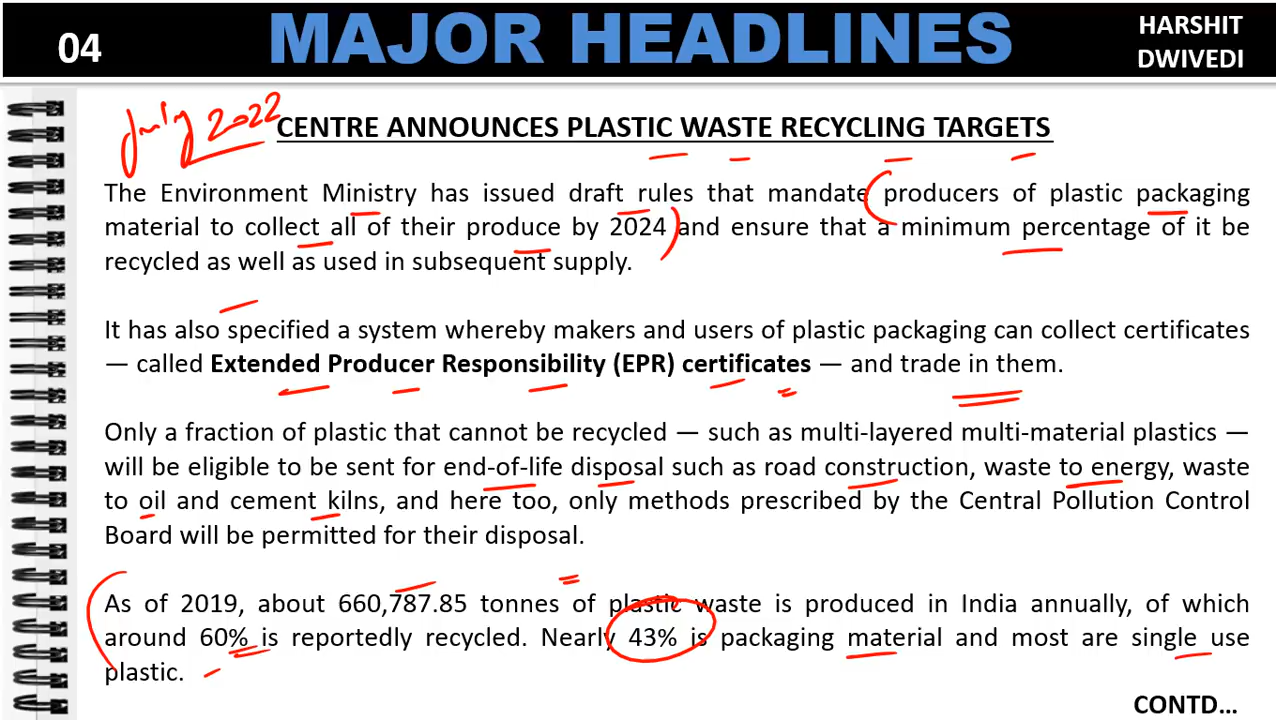 04
MAJOR HEADLINES
HARSHIT
DWIVEDI
July 2022
CENTRE ANNOUNCES PLASTIC WASTE RECYCLING TARGETS
The Environment Ministry has issued draft rules that mandate producers of plastic packaging
material to collect all of their produce by 2024 and ensure that a minimum percentage of it be
recycled as well as used in subsequent supply.
It has also specified a system whereby makers and users of plastic packaging can collect certificates
— called Extended Producer Responsibility (EPR) certificates — and trade in them.
Only a fraction of plastic that cannot be recycled — such as multi-layered multi-material plastics —
will be eligible to be sent for end-of-life disposal such as road construction, waste to energy, waste
to oil and cement kilns, and here too, only methods prescribed by the Central Pollution Control
Board will be permitted for their disposal.
As of 2019, about 660,787.85 tonnes of plastic waste is produced in India annually, of which
around 60% is reportedly recycled. Nearly 43% is packaging material and most are single use
plastic.
CONTD...